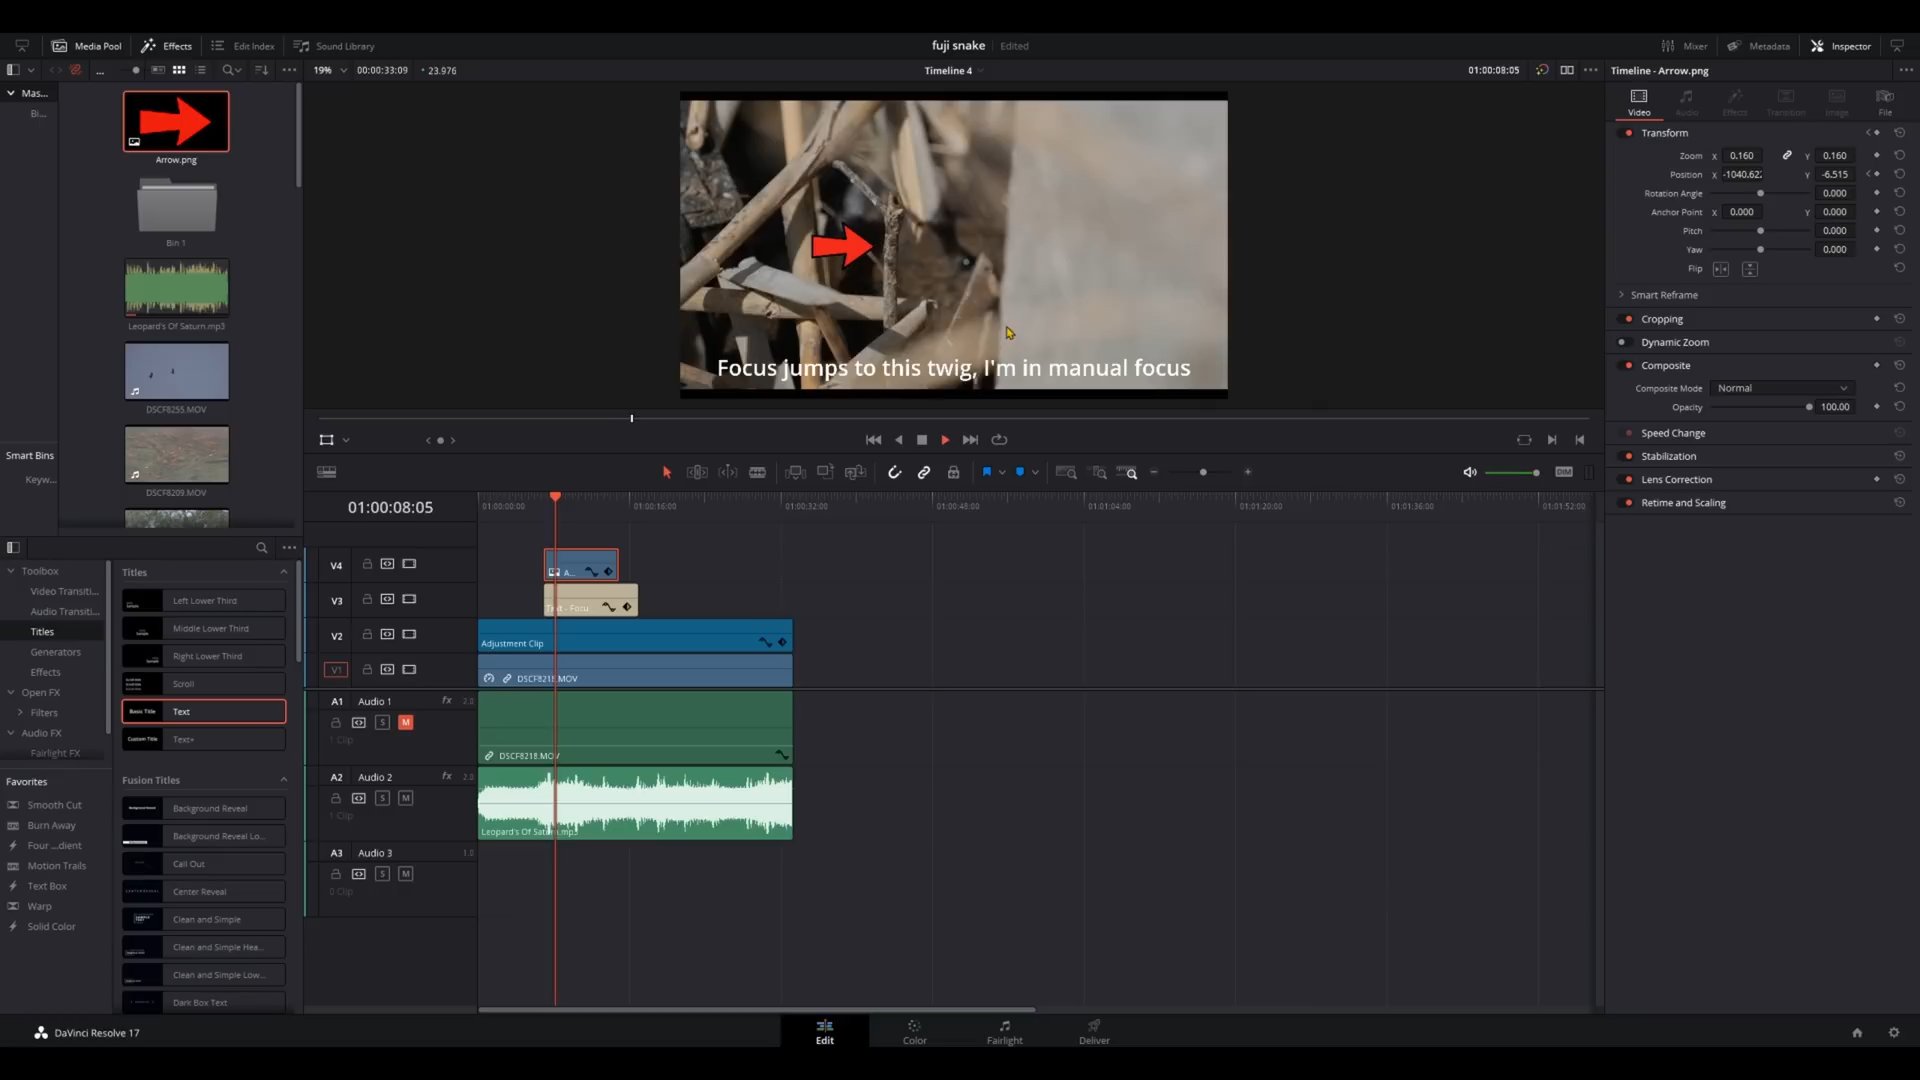 Media Pool
Effects
Edit Index
Sound Library
fuji snake
Edited
Mixer
Metadata
Inspector
19%
00:00:33:09
23.976
Timeline 4
01:00:08:05
Timeline - Arrow.png
Mas...
Bi...
Arrow.png
Bin 1
Leopard's Of Saturn.mp3
DSCF8255.MOV
DSCF8209.MOV
Smart Bins
Keyw...
Focus jumps to this twig, I'm in manual focus
Video
Audio
Effects
Transition
Image
File
Transform
Zoom X 0.160 Y 0.160
Position X -1040.62 Y -6.515
Rotation Angle 0.000
Anchor Point X 0.000 Y 0.000
Pitch 0.000
Yaw 0.000
Flip
Smart Reframe
Cropping
Dynamic Zoom
Composite
Composite Mode Normal
Opacity 100.00
Speed Change
Stabilization
Lens Correction
Retime and Scaling
DIM
01:00:08:05
01:00:00:00
01:00:16:00
01:00:32:00
01:00:48:00
01:01:04:00
01:01:20:00
01:01:36:00
01:01:52:00
V4
A...
V3
V2
Adjustment Clip
V1
DSCF8218.MOV
A1 Audio 1 fx 2.0
S M
1 Clip
DSCF8218.MOV
A2 Audio 2 fx 2.0
S M
1 Clip
Leopard's Of Saturn.mp3
A3 Audio 3 1.0
S M
0 Clip
Toolbox
Video Transiti...
Audio Transiti...
Titles
Generators
Effects
Open FX
Filters
Audio FX
Fairlight FX
Favorites
Smooth Cut
Burn Away
Four ...dient
Motion Trails
Text Box
Warp
Solid Color
Titles
Left Lower Third
Middle Lower Third
Right Lower Third
Scroll
Basic Title Text
Custom Title Text+
Fusion Titles
Background Reveal
Background Reveal Lo...
Call Out
Center Reveal
Clean and Simple
Clean and Simple Hea...
Clean and Simple Low...
Dark Box Text
DaVinci Resolve 17
Edit
Color
Fairlight
Deliver